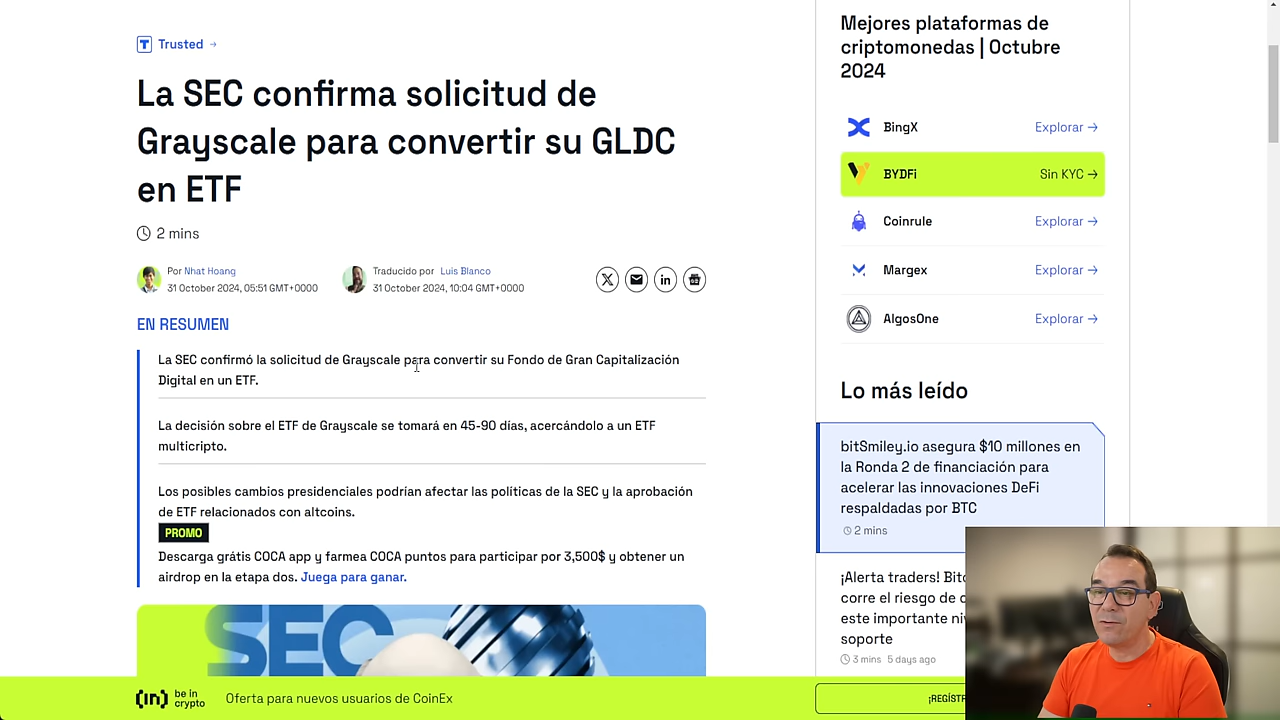 Trusted
La SEC confirma solicitud de
Grayscale para convertir su GLDC
en ETF
2 mins
Por Nhat Hoang
31 October 2024, 05:51 GMT+0000
Traducido por Luis Blanco
31 October 2024, 10:04 GMT+0000
EN RESUMEN
La SEC confirmó la solicitud de Grayscale para convertir su Fondo de Gran Capitalización
Digital en un ETF.
La decisión sobre el ETF de Grayscale se tomará en 45-90 días, acercándolo a un ETF
multicripto.
Los posibles cambios presidenciales podrían afectar las políticas de la SEC y la aprobación
de ETF relacionados con altcoins.
PROMO
Descarga grátis COCA app y farmea COCA puntos para participar por 3,500$ y obtener un
airdrop en la etapa dos. Juega para ganar.
SEC
Mejores plataformas de
criptomonedas | Octubre
2024
BingX Explorar →
BYDFi Sin KYC →
Coinrule Explorar →
Margex Explorar →
AlgosOne Explorar →
Lo más leído
bitSmiley.io asegura $10 millones en
la Ronda 2 de financiación para
acelerar las innovaciones DeFi
respaldadas por BTC
2 mins
¡Alerta traders!
corre el riesgo de
este importante
soporte
3 mins 5 days ago
be in
crypto
Oferta para nuevos usuarios de CoinEx